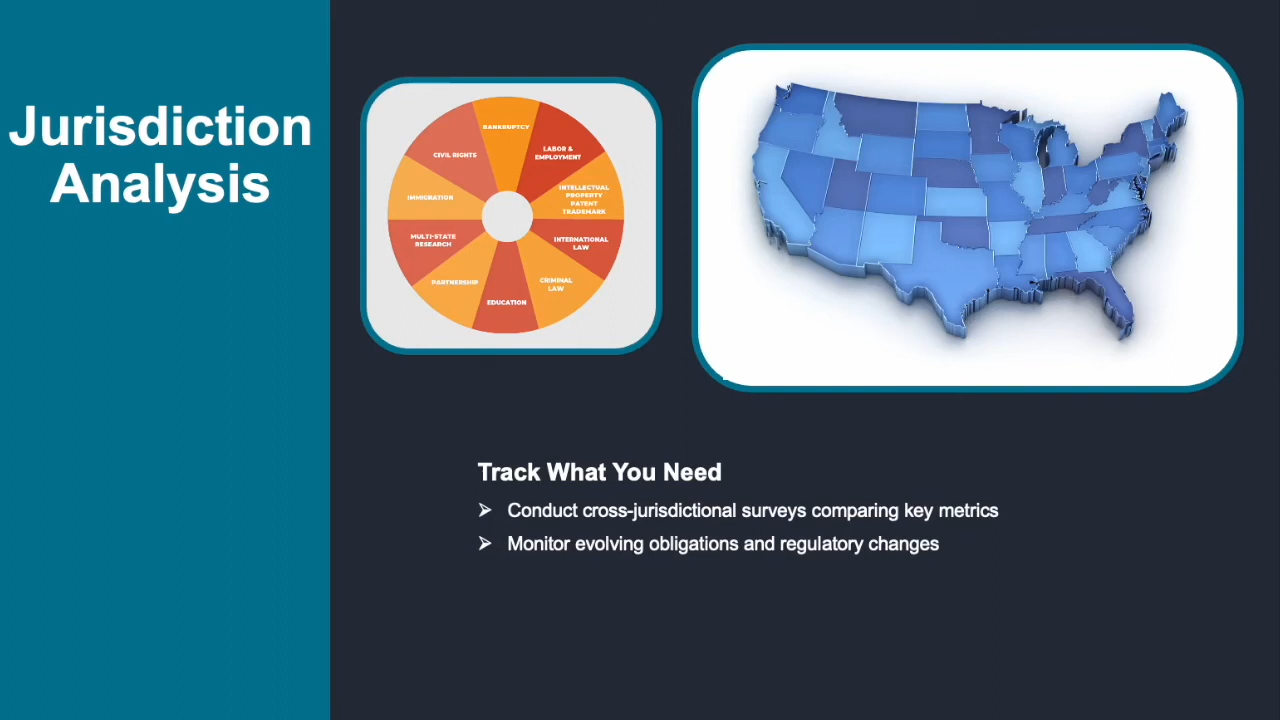 Jurisdiction
Analysis
BANKRUPTCY
LABOR &
EMPLOYMENT
INTELLECTUAL
PROPERTY
PATENT
TRADEMARK
INTERNATIONAL
LAW
CRIMINAL
LAW
EDUCATION
PARTNERSHIP
MULTI-STATE
RESEARCH
IMMIGRATION
CIVIL RIGHTS
Track What You Need
➢ Conduct cross-jurisdictional surveys comparing key metrics
➢ Monitor evolving obligations and regulatory changes